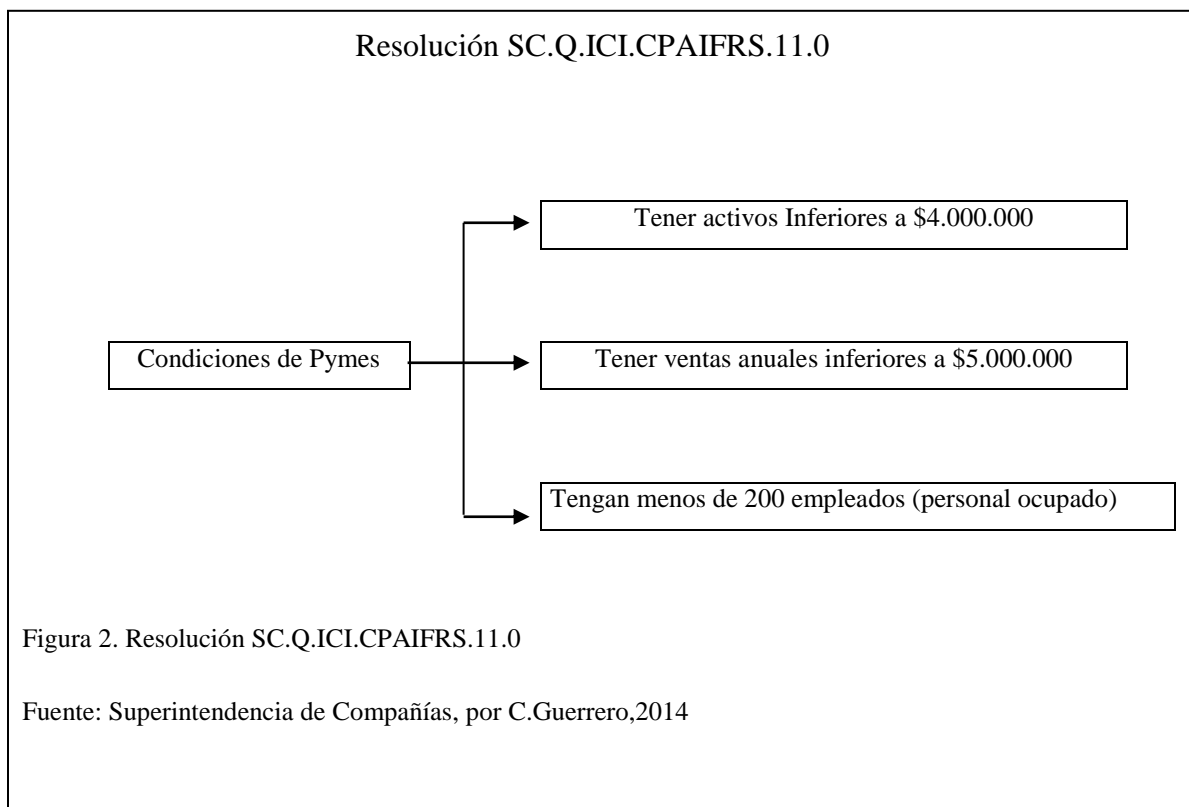 Resolución SC.Q.ICI.CPAIFRS.11.0
Tener activos Inferiores a $4.000.000
Condiciones de Pymes
Tener ventas anuales inferiores a $5.000.000
Tengan menos de 200 empleados (personal ocupado)
Figura 2. Resolución SC.Q.ICI.CPAIFRS.11.0
Fuente: Superintendencia de Compañías, por C.Guerrero,2014